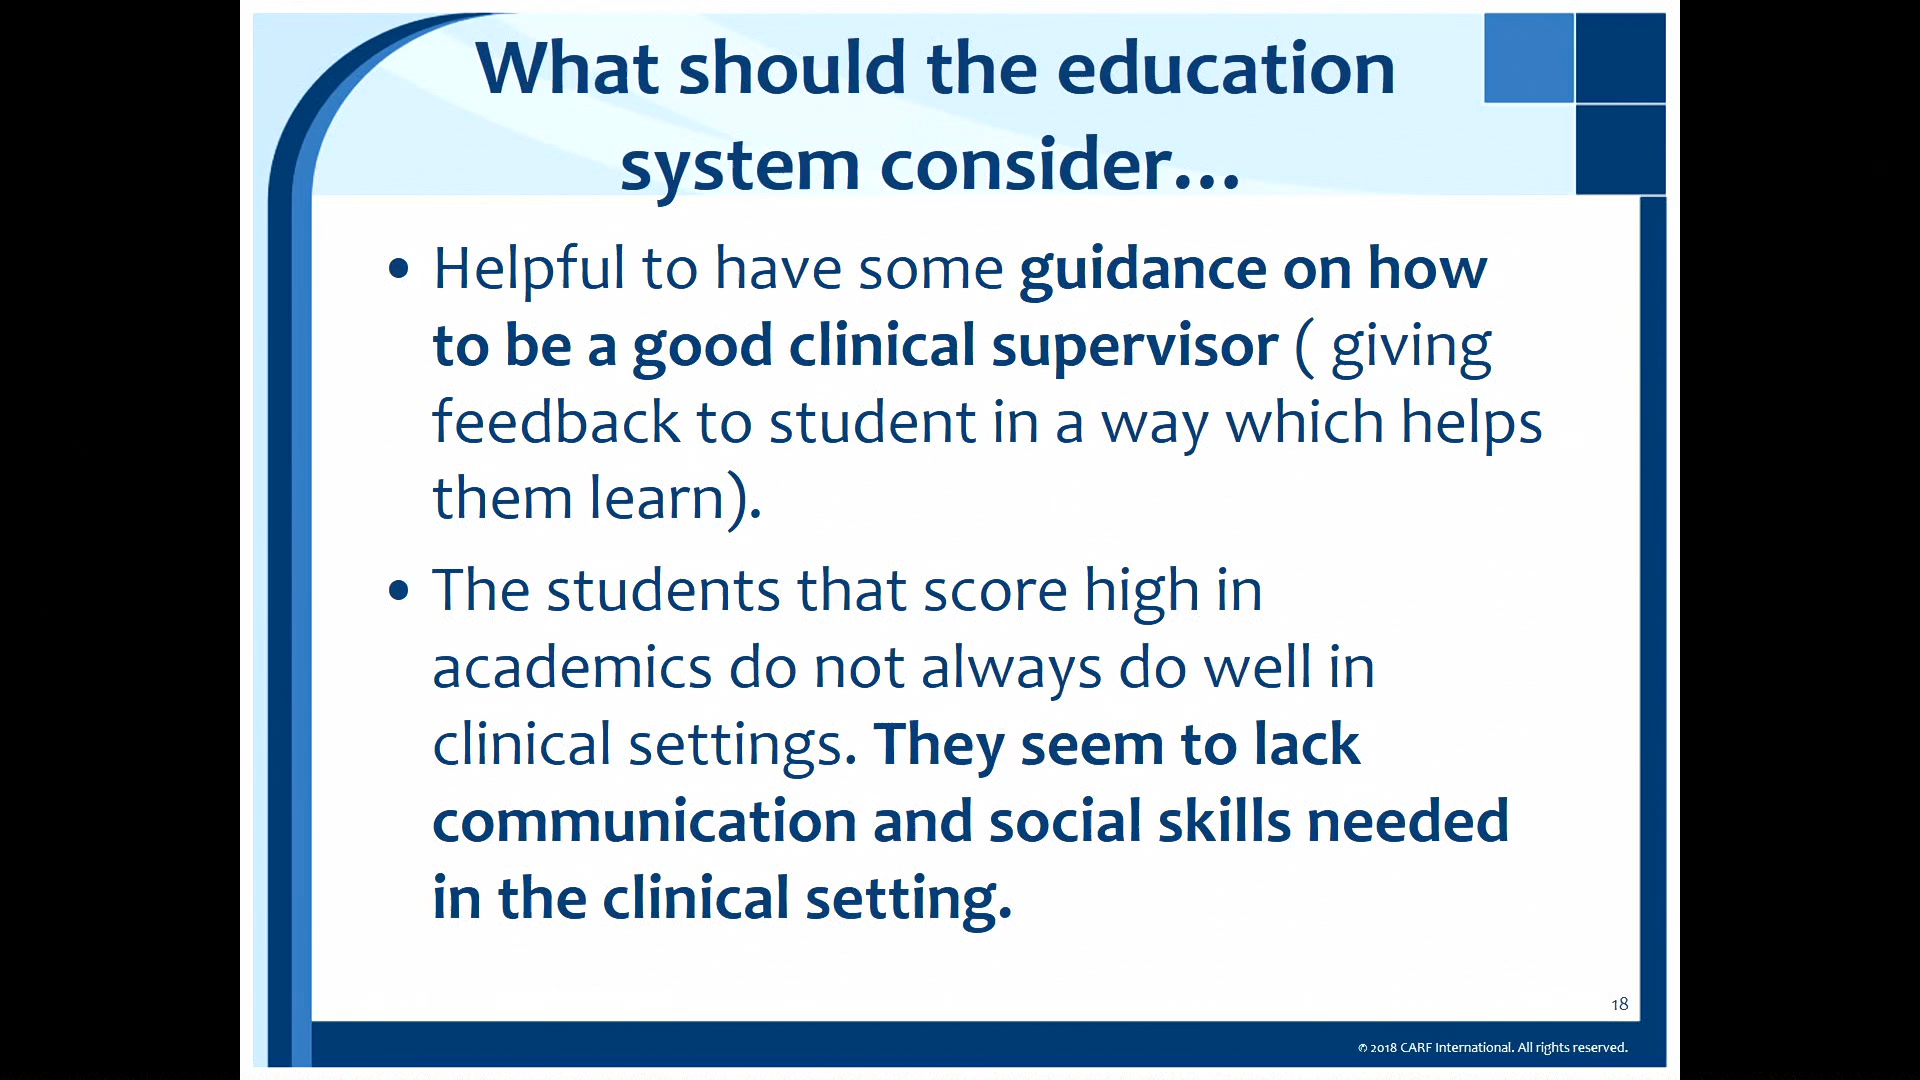 What should the education
system consider...
• Helpful to have some guidance on how
to be a good clinical supervisor ( giving
feedback to student in a way which helps
them learn).
• The students that score high in
academics do not always do well in
clinical settings. They seem to lack
communication and social skills needed
in the clinical setting.
18
© 2018 CARF International. All rights reserved.